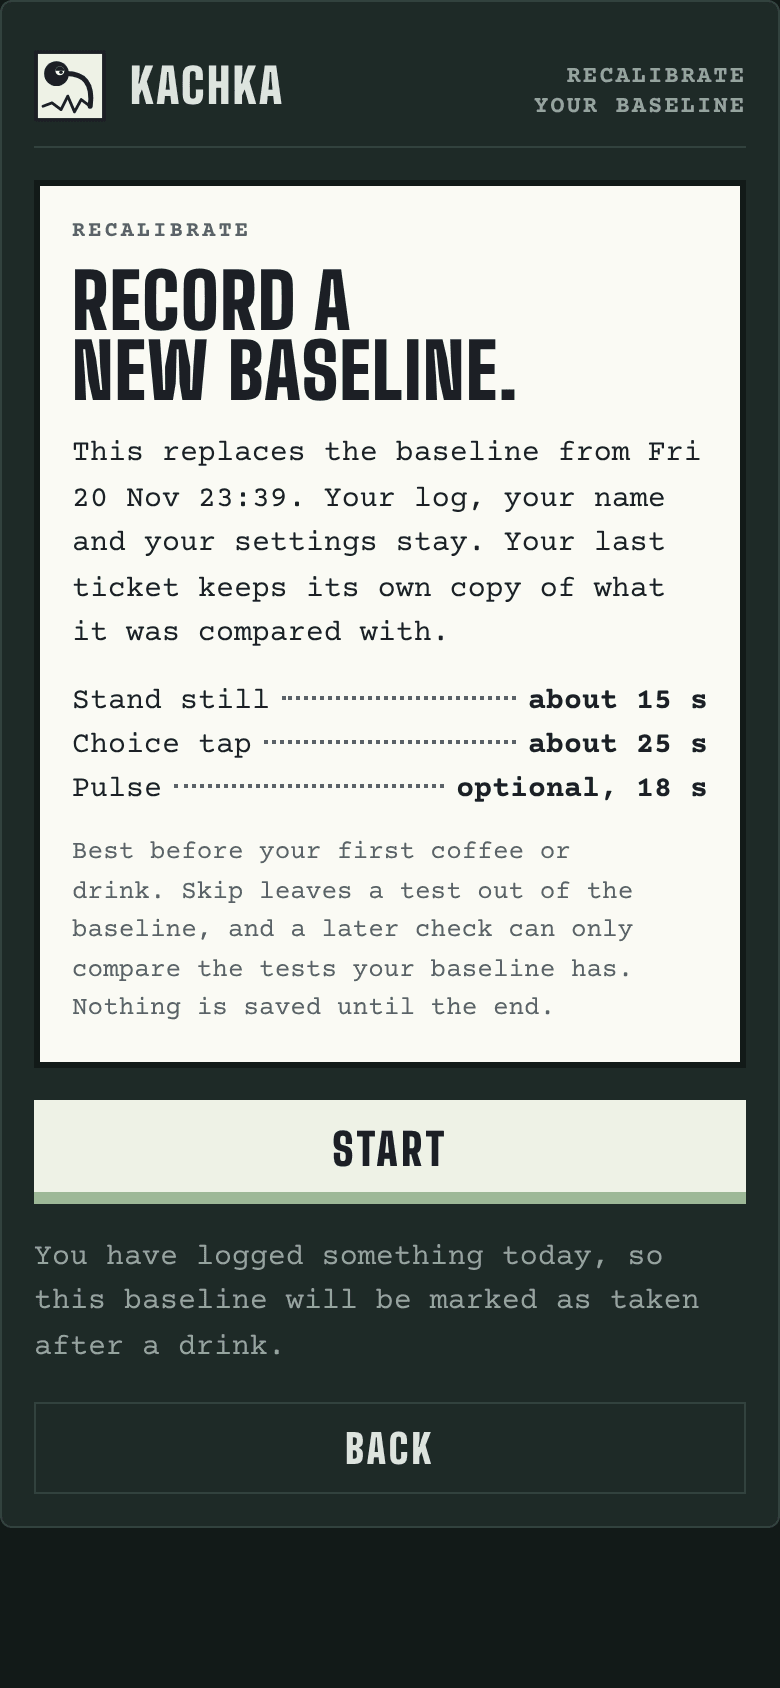 KACHKA
RECALIBRATE
YOUR BASELINE
RECALIBRATE
RECORD A
NEW BASELINE.
This replaces the baseline from Fri
20 Nov 23:39. Your log, your name
and your settings stay. Your last
ticket keeps its own copy of what
it was compared with.
Stand still about 15 s
Choice tap about 25 s
Pulse optional, 18 s
Best before your first coffee or
drink. Skip leaves a test out of the
baseline, and a later check can only
compare the tests your baseline has.
Nothing is saved until the end.
START
You have logged something today, so
this baseline will be marked as taken
after a drink.
BACK